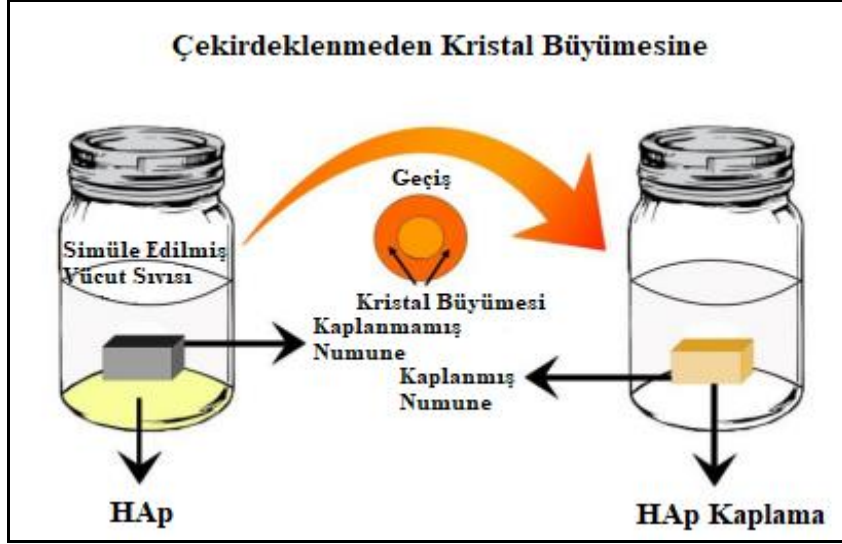 Çekirdeklenmeden Kristal Büyümesine
Geçiş
Simüle Edilmiş
Vücut Sıvısı
Kristal Büyümesi
Kaplanmamış
Numune
Kaplanmış
Numune
HAp
HAp Kaplama